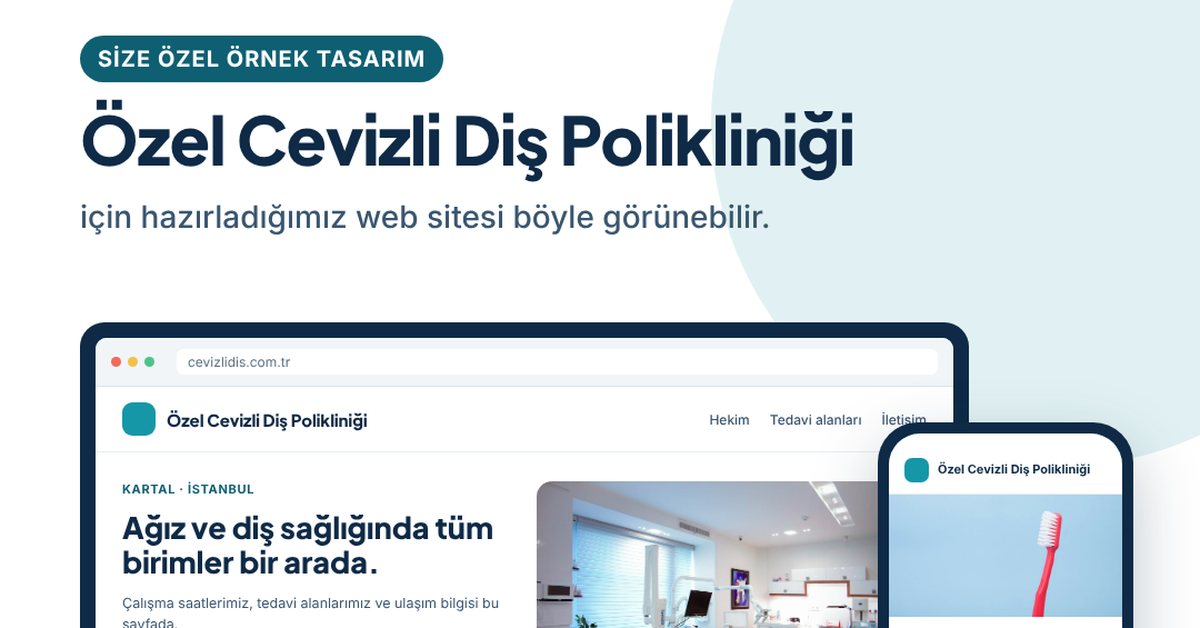 SİZE ÖZEL ÖRNEK TASARIM
Özel Cevizli Diş Polikliniği
için hazırladığımız web sitesi böyle görünebilir.
cevizlidis.com.tr
Özel Cevizli Diş Polikliniği
Hekim Tedavi alanları İletişim
Özel Cevizli Diş Polikliniği
KARTAL · İSTANBUL
Ağız ve diş sağlığında tüm
birimler bir arada.
Çalışma saatlerimiz, tedavi alanlarımız ve ulaşım bilgisi bu
sayfada.